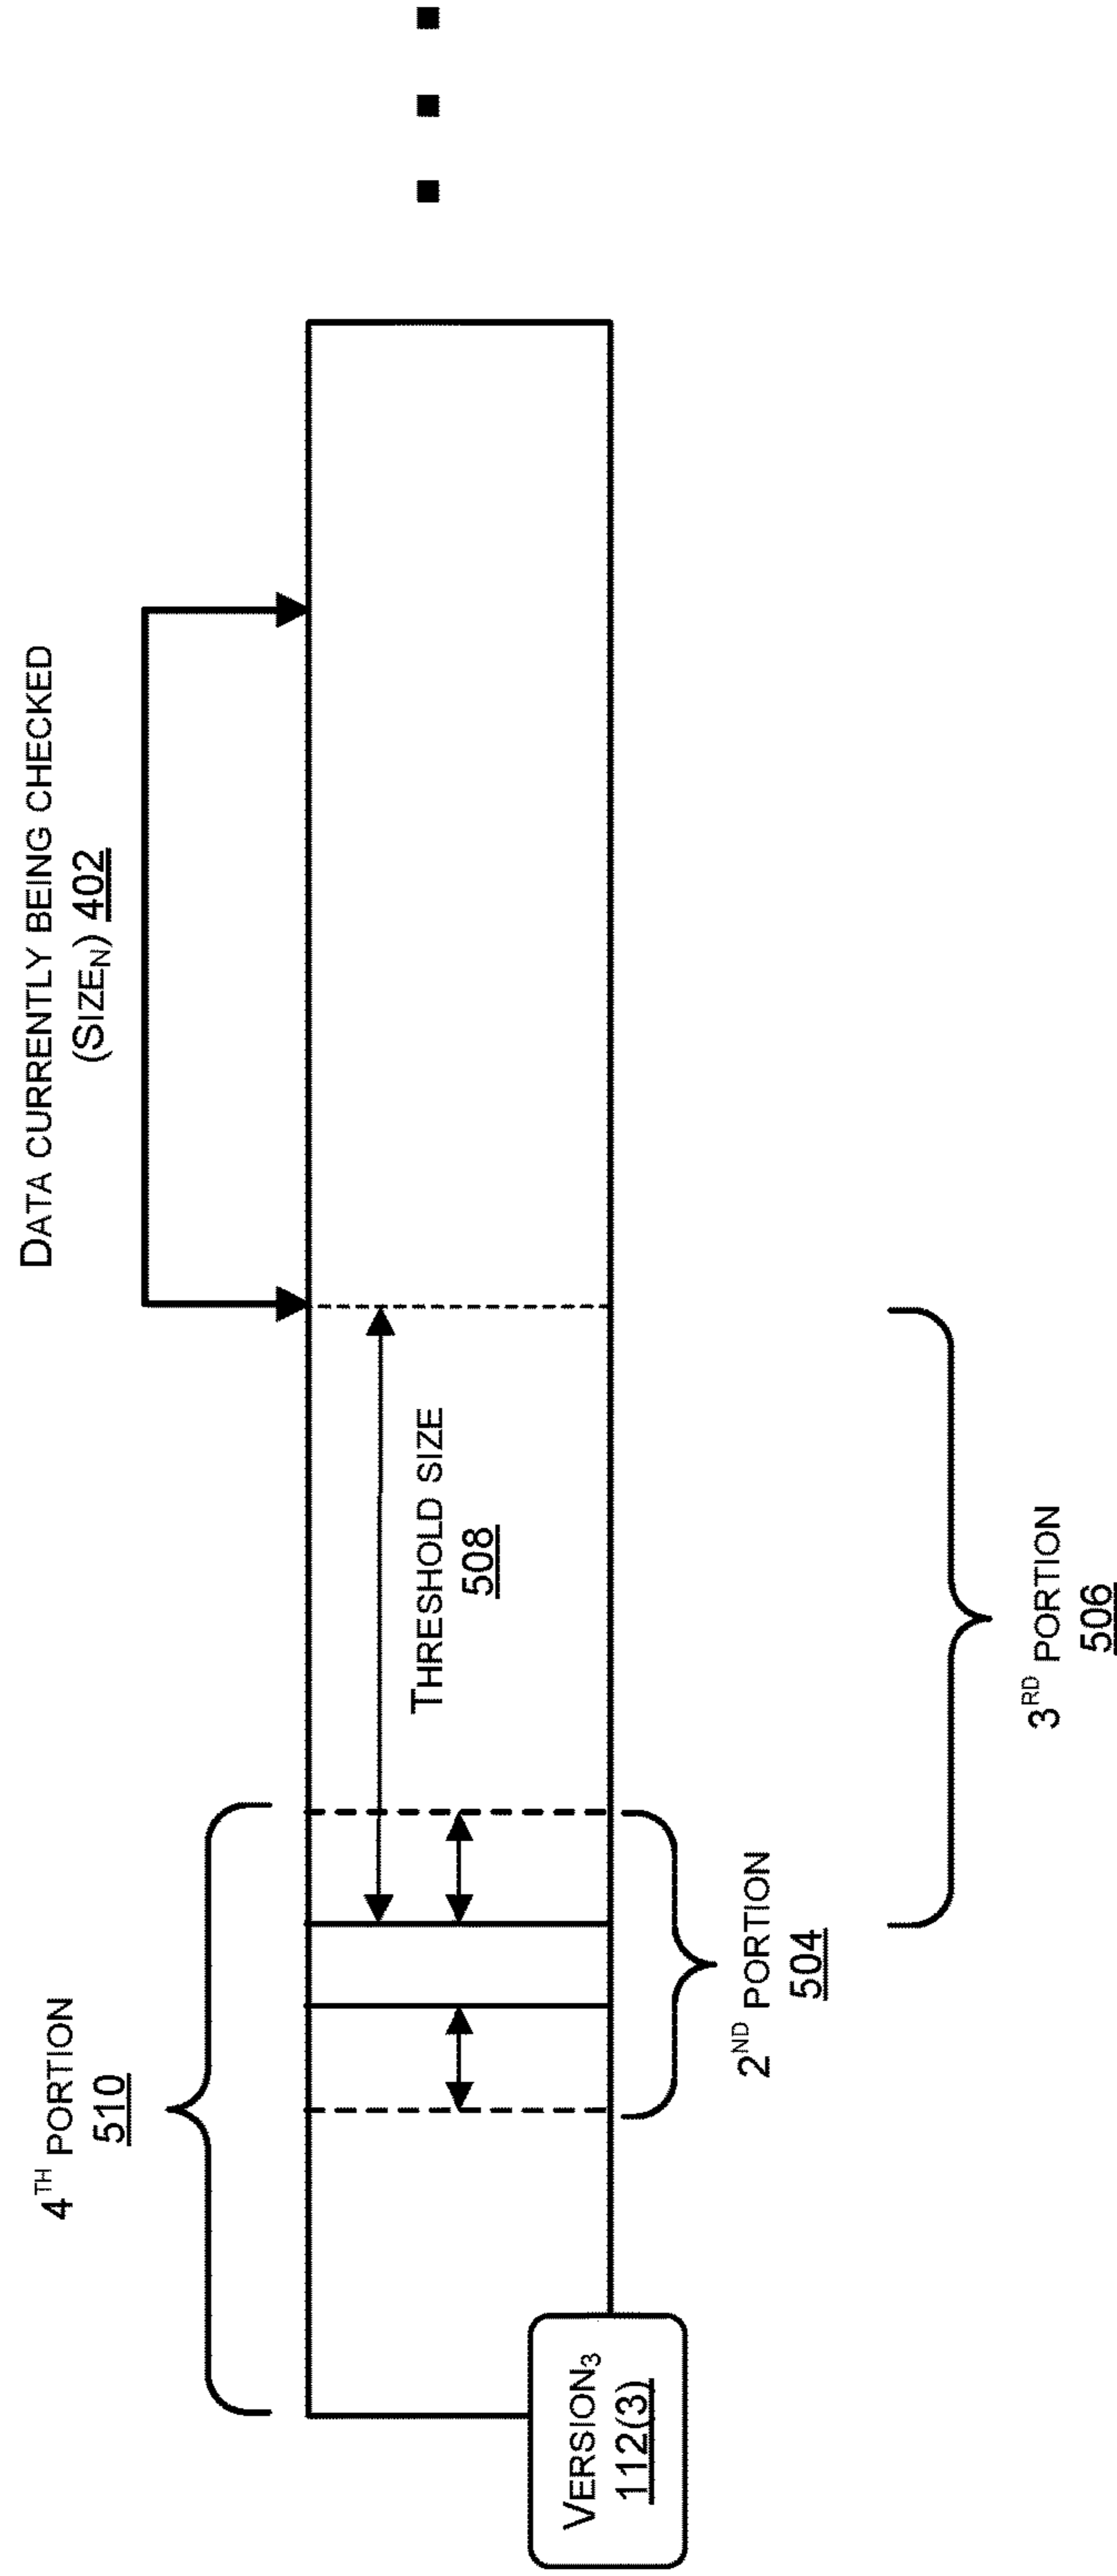 DATA CURRENTLY BEING CHECKED
(SIZEN) 402
4TH PORTION
510
THRESHOLD SIZE
508
2ND PORTION
504
3RD PORTION
506
VERSION3
112(3)